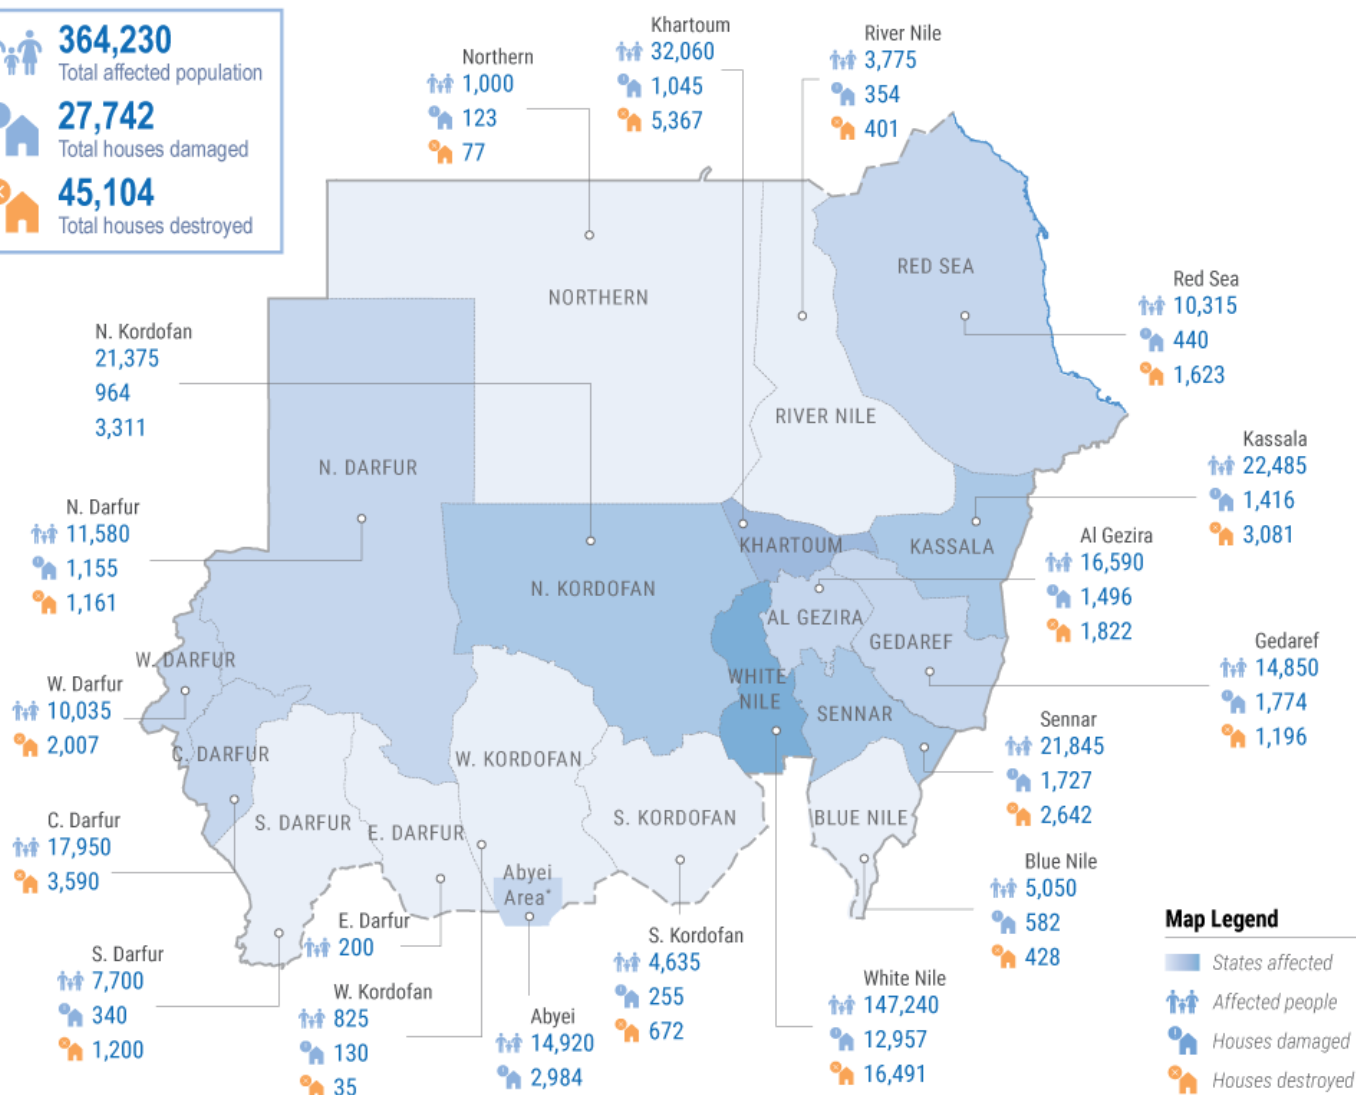 364,230
Total affected population
27,742
Total houses damaged
45,104
Total houses destroyed
Northern
1,000
123
77
Khartoum
32,060
1,045
5,367
River Nile
3,775
354
401
Red Sea
10,315
440
1,623
N. Kordofan
21,375
964
3,311
Kassala
22,485
1,416
3,081
N. Darfur
11,580
1,155
1,161
Al Gezira
16,590
1,496
1,822
Gedaref
14,850
1,774
1,196
W. Darfur
10,035
2,007
Sennar
21,845
1,727
2,642
C. Darfur
17,950
3,590
Blue Nile
5,050
582
428
S. Darfur
7,700
340
1,200
E. Darfur
200
W. Kordofan
825
130
35
Abyei
14,920
2,984
S. Kordofan
4,635
255
672
White Nile
147,240
12,957
16,491
NORTHERN
RED SEA
RIVER NILE
N. DARFUR
KHARTOUM
KASSALA
N. KORDOFAN
AL GEZIRA
GEDAREF
W. DARFUR
WHITE
NILE
SENNAR
C. DARFUR
W. KORDOFAN
S. DARFUR
E. DARFUR
S. KORDOFAN
BLUE NILE
Abyei
Area*
Map Legend
States affected
Affected people
Houses damaged
Houses destroyed